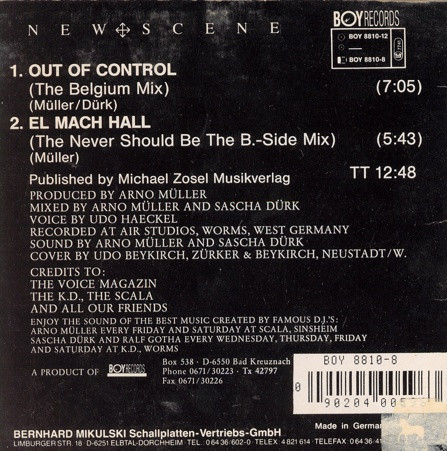 NEW SCENE
BOY RECORDS
BOY 8810-12
BOY 8810-8
1. OUT OF CONTROL
(The Belgium Mix) (7:05)
(Müller/Dürk)
2. EL MACH HALL
(The Never Should Be The B.-Side Mix) (5:43)
(Müller)
Published by Michael Zosel Musikverlag TT 12:48
PRODUCED BY ARNO MÜLLER
MIXED BY ARNO MÜLLER AND SASCHA DÜRK
VOICE BY UDO HAECKEL
RECORDED AT AIR STUDIOS, WORMS, WEST GERMANY
SOUND BY ARNO MÜLLER AND SASCHA DÜRK
COVER BY UDO BEYKIRCH, ZÜRKER & BEYKIRCH, NEUSTADT/W.
CREDITS TO:
THE VOICE MAGAZIN
THE K.D., THE SCALA
AND ALL OUR FRIENDS
ENJOY THE SOUND OF THE BEST MUSIC CREATED BY FAMOUS D.J.'S:
ARNO MÜLLER EVERY FRIDAY AND SATURDAY AT SCALA, SINSHEIM
SASCHA DÜRK AND RALF GOTHA EVERY WEDNESDAY, THURSDAY, FRIDAY
AND SATURDAY AT K.D., WORMS
A PRODUCT OF BOY RECORDS
Box 538 · D-6550 Bad Kreuznach
Phone 0671/30223 · Tx 42797
Fax 0671/30226
BOY 8810-8
0 90204 00
Made in German
BERNHARD MIKULSKI Schallplatten-Vertriebs-GmbH
LIMBURGER STR. 18 D-6251 ELBTAL-DORCHHEIM TEL. 0 64 36/602-0 TELEX 4 821 614 TELEFAX 0 64 36/4